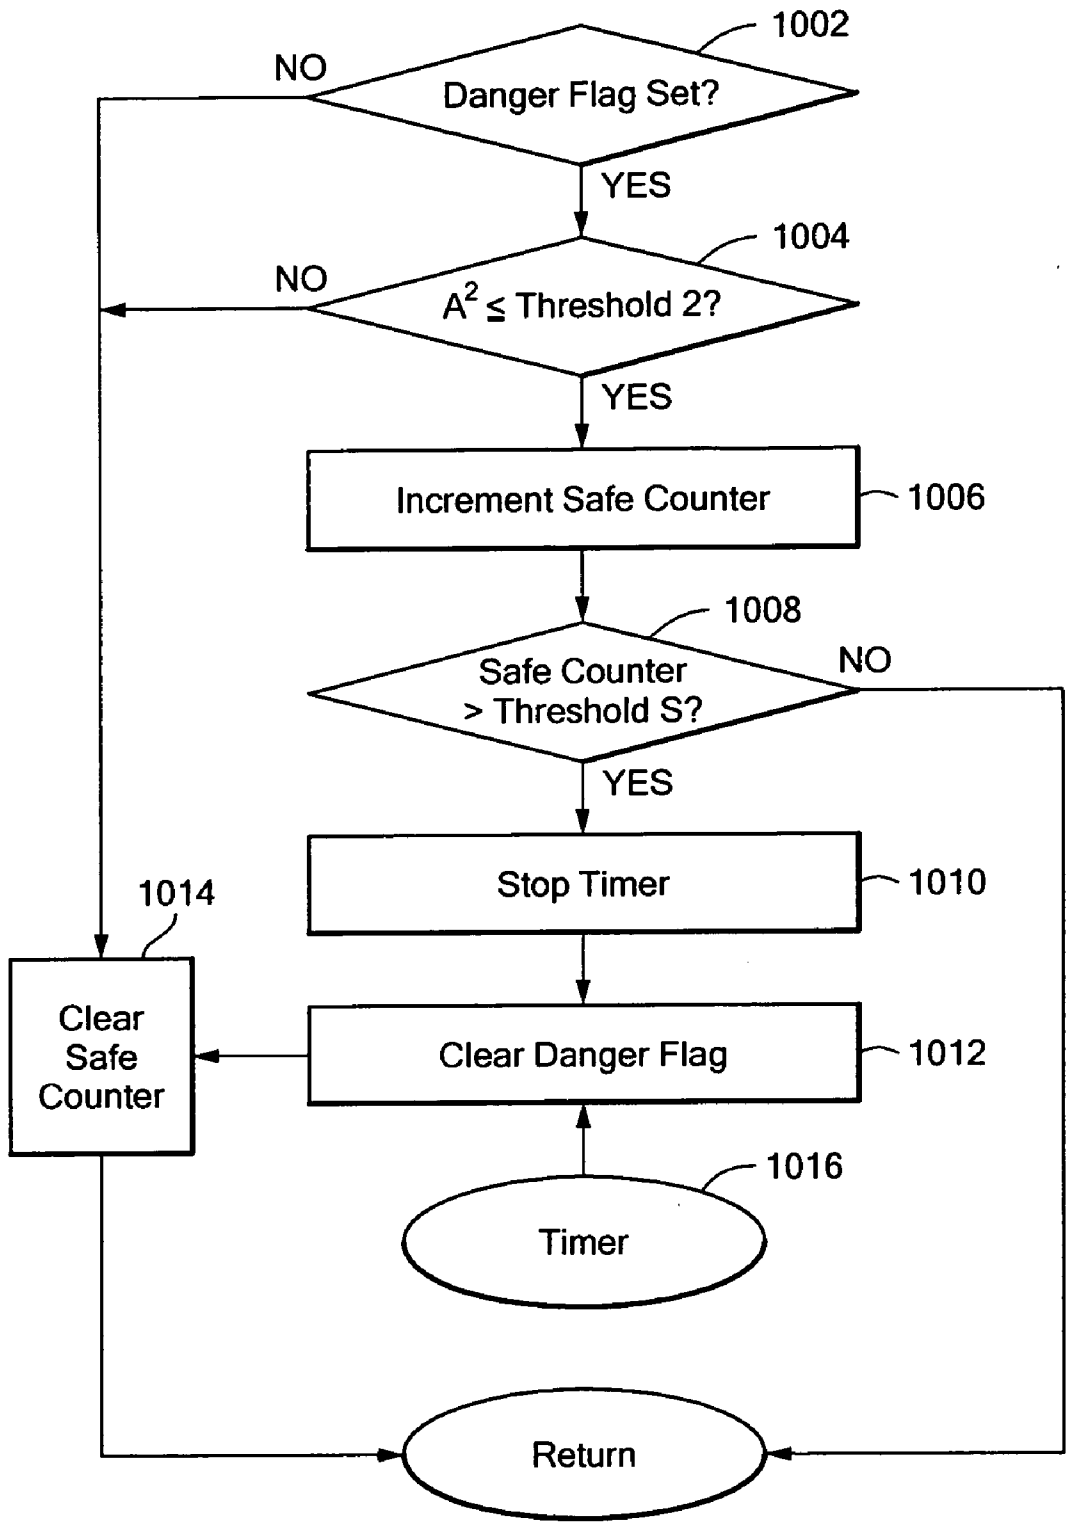 1002
NO
Danger Flag Set?
YES
1004
NO
A² ≤ Threshold 2?
YES
Increment Safe Counter
1006
1008
Safe Counter
> Threshold S?
NO
YES
Stop Timer
1010
1014
Clear
Safe
Counter
Clear Danger Flag
1012
1016
Timer
Return